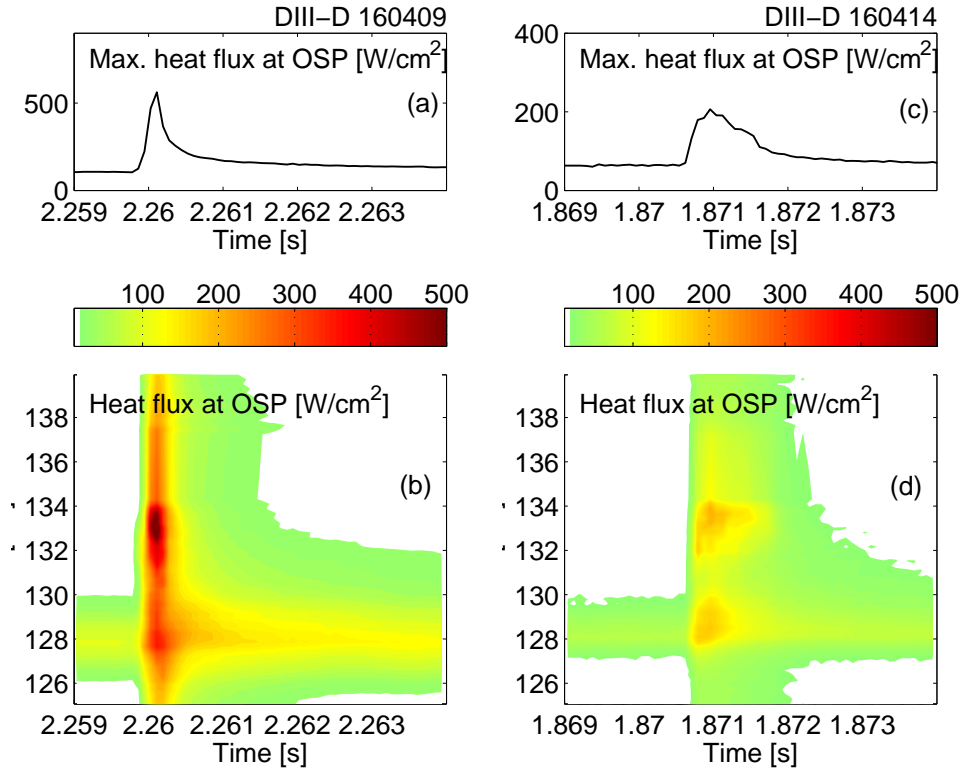 DIII−D 160409
Max. heat flux at OSP [W/cm²]
(a)
500
0
2.259 2.26 2.261 2.262 2.263
Time [s]
DIII−D 160414
400
Max. heat flux at OSP [W/cm²]
(c)
200
0
1.869 1.87 1.871 1.872 1.873
Time [s]
100 200 300 400 500
Heat flux at OSP [W/cm²]
138
136
(b)
134
132
130
128
126
2.259 2.26 2.261 2.262 2.263
Time [s]
100 200 300 400 500
Heat flux at OSP [W/cm²]
138
136
(d)
134
132
130
128
126
1.869 1.87 1.871 1.872 1.873
Time [s]